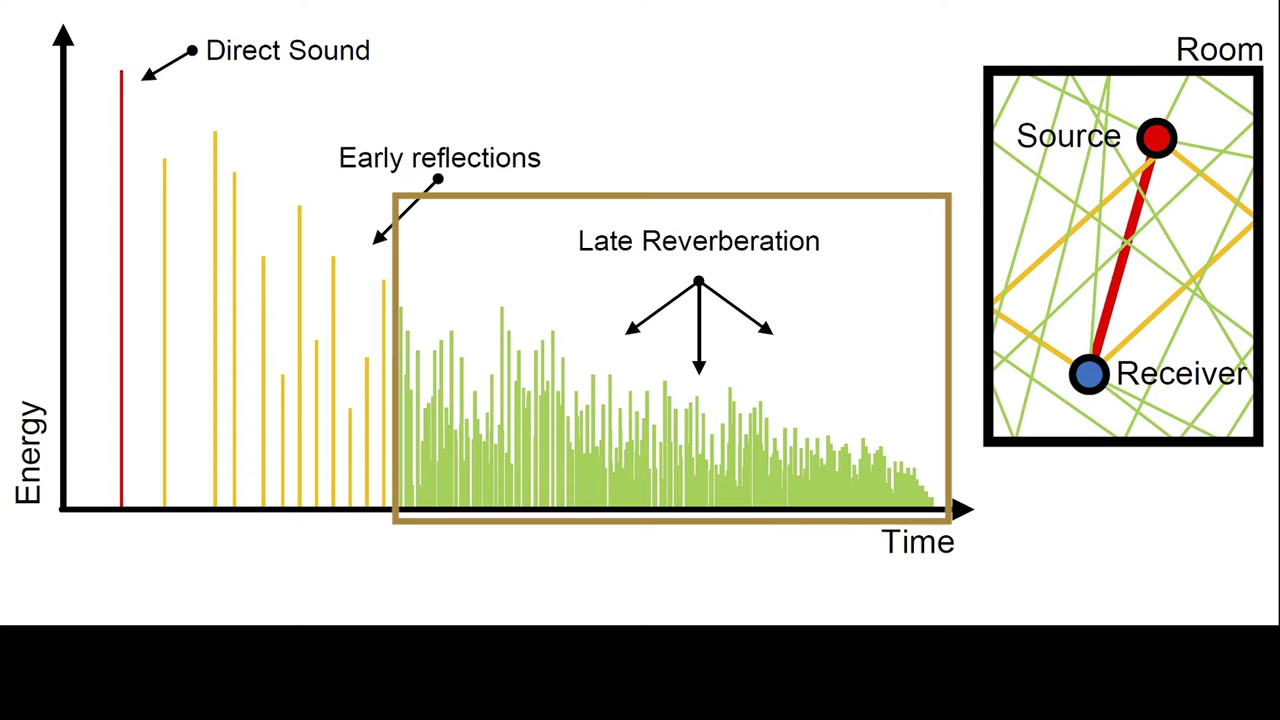 Direct Sound
Room
Early reflections
Source
Late Reverberation
Receiver
Energy
Time